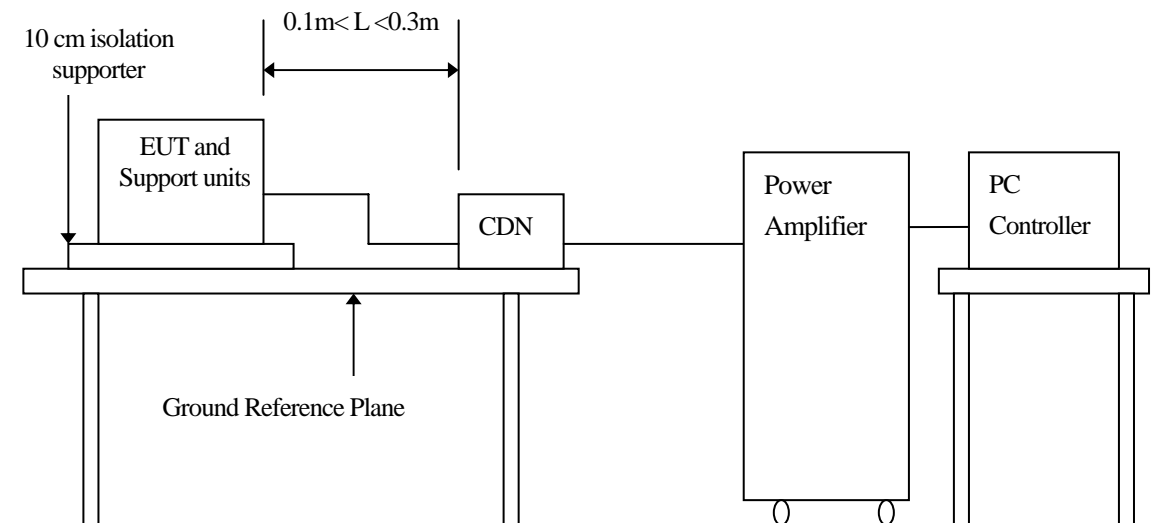 0.1m< L <0.3m
10 cm isolation
supporter
EUT and
Support units
CDN
Power
Amplifier
PC
Controller
Ground Reference Plane